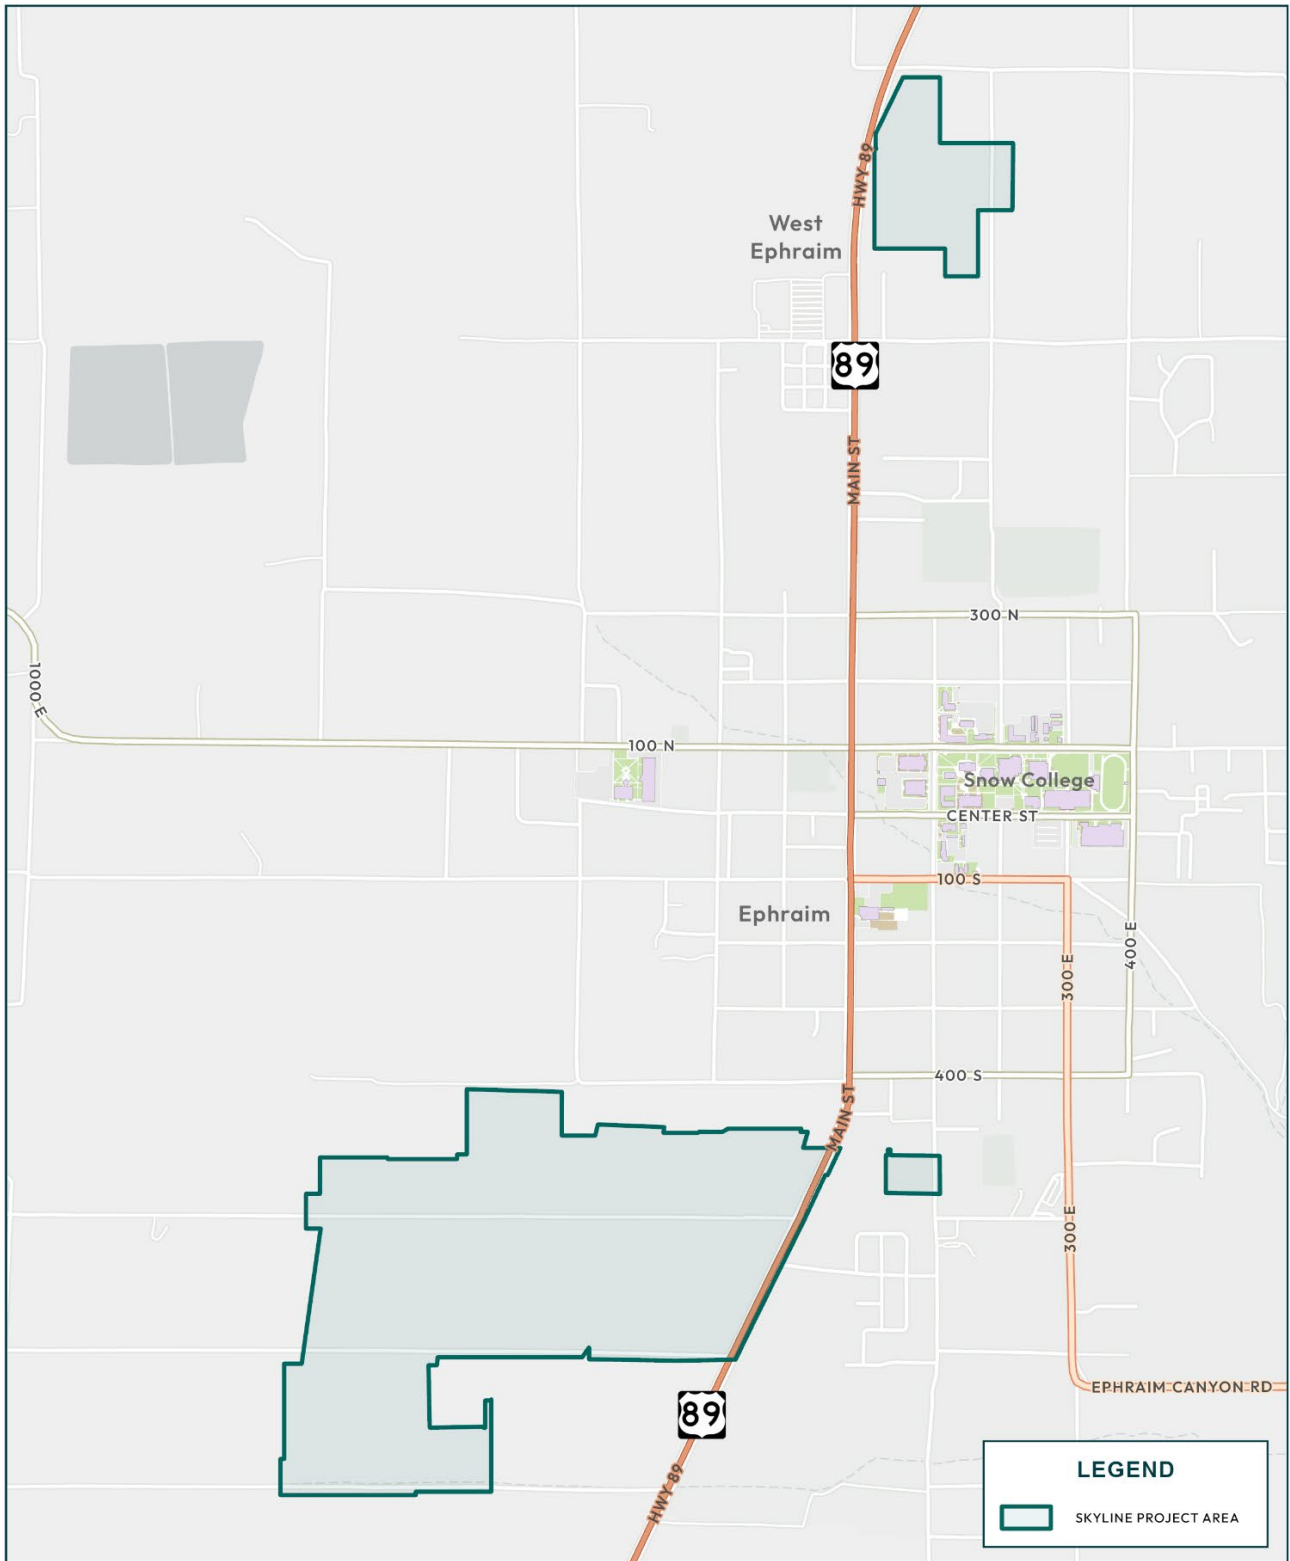 HWY 89
West
Ephraim
89
MAIN ST
300 N
1000 E
100 N
Snow College
CENTER ST
100 S
Ephraim
400 E
300 E
400 S
MAIN ST
300 E
EPHRAIM CANYON RD
89
HWY 89
LEGEND
SKYLINE PROJECT AREA